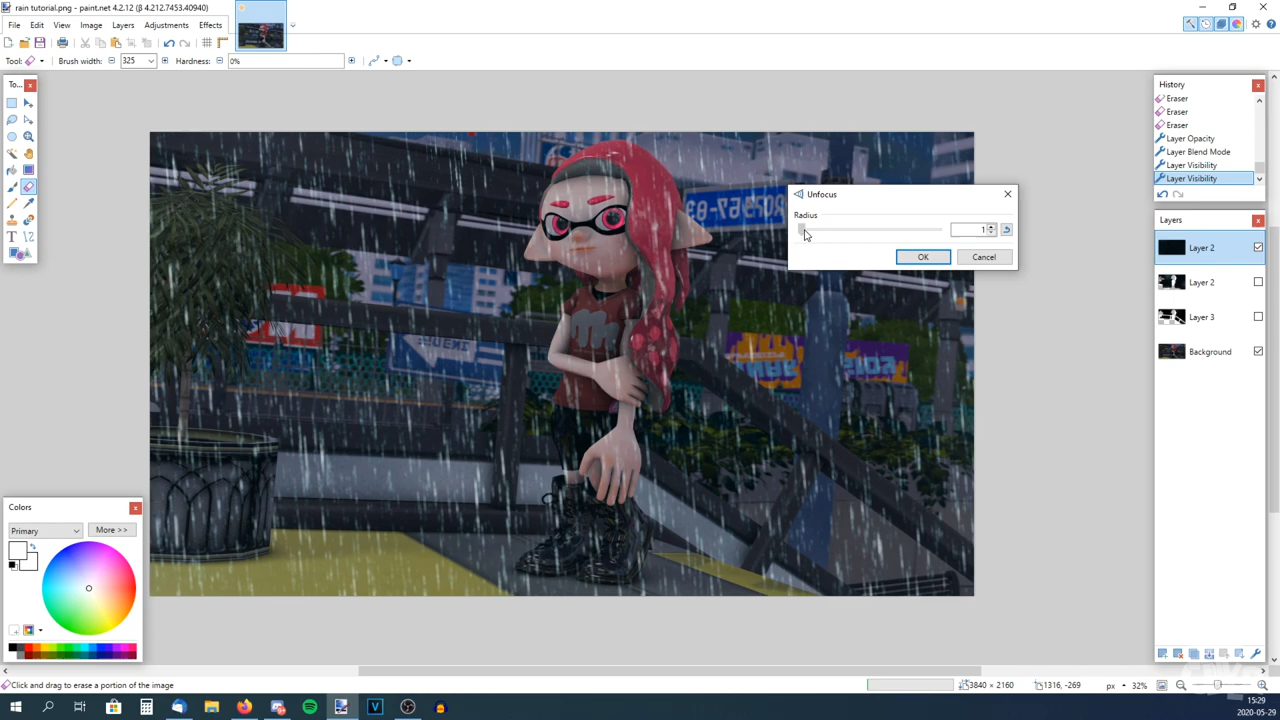 rain tutorial.png - paint.net 4.2.12 (β 4.212.7453.40940)
File Edit View Image Layers Adjustments Effects
Tool: Brush width: 325 Hardness: 0%
To...
History
Eraser
Eraser
Eraser
Layer Opacity
Layer Blend Mode
Layer Visibility
Layer Visibility
Unfocus
Radius
1
OK Cancel
Layers
Layer 2
Layer 2
Layer 3
Background
Colors
Primary More >>
Click and drag to erase a portion of the image
3840 × 2160 1316, -269 px 32%
15:29
2020-05-29